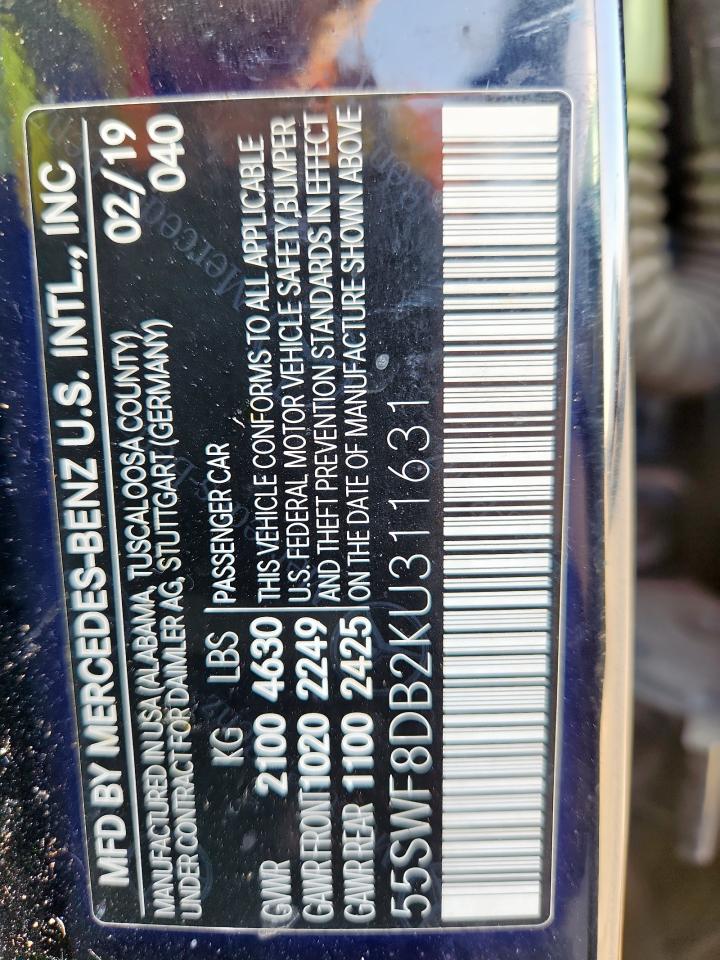 MFD BY MERCEDES-BENZ U.S. INTL., INC
MANUFACTURED IN USA (ALABAMA, TUSCALOOSA COUNTY) 02/19
UNDER CONTRACT FOR DAIMLER AG, STUTTGART (GERMANY) 040
KG LBS PASSENGER CAR
GWR 2100 4630 THIS VEHICLE CONFORMS TO ALL APPLICABLE
GAWR FRONT 1020 2249 U.S. FEDERAL MOTOR VEHICLE SAFETY, BUMPER
GAWR REAR 1100 2425 AND THEFT PREVENTION STANDARDS IN EFFECT
ON THE DATE OF MANUFACTURE SHOWN ABOVE
55SWF8DB2KU311631